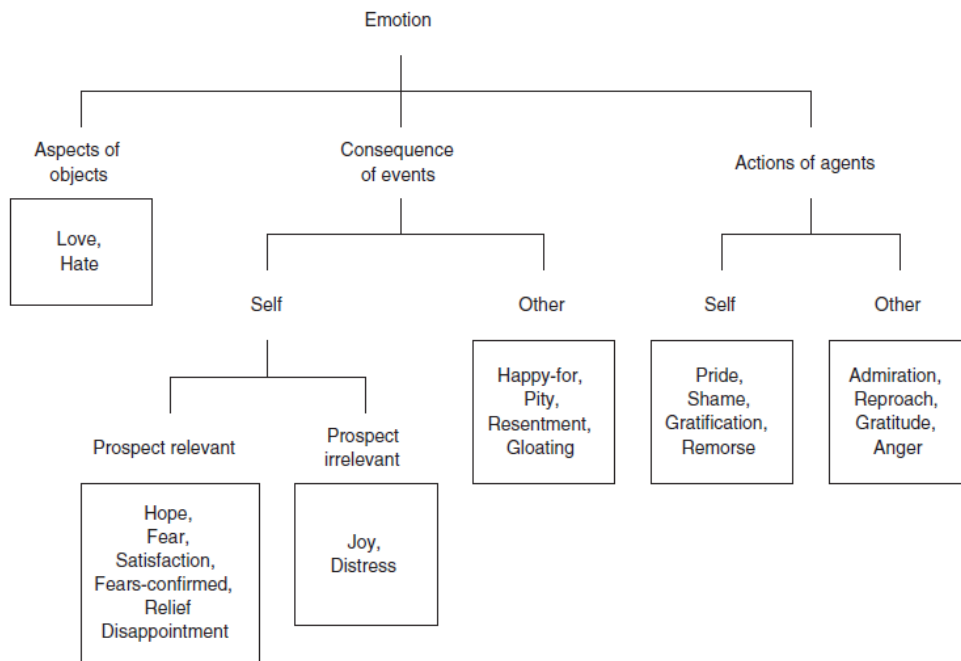 Emotion
Aspects of
objects
Consequence
of events
Actions of agents
Love,
Hate
Self
Other
Self
Other
Happy-for,
Pity,
Resentment,
Gloating
Pride,
Shame,
Gratification,
Remorse
Admiration,
Reproach,
Gratitude,
Anger
Prospect relevant
Prospect
irrelevant
Hope,
Fear,
Satisfaction,
Fears-confirmed,
Relief
Disappointment
Joy,
Distress